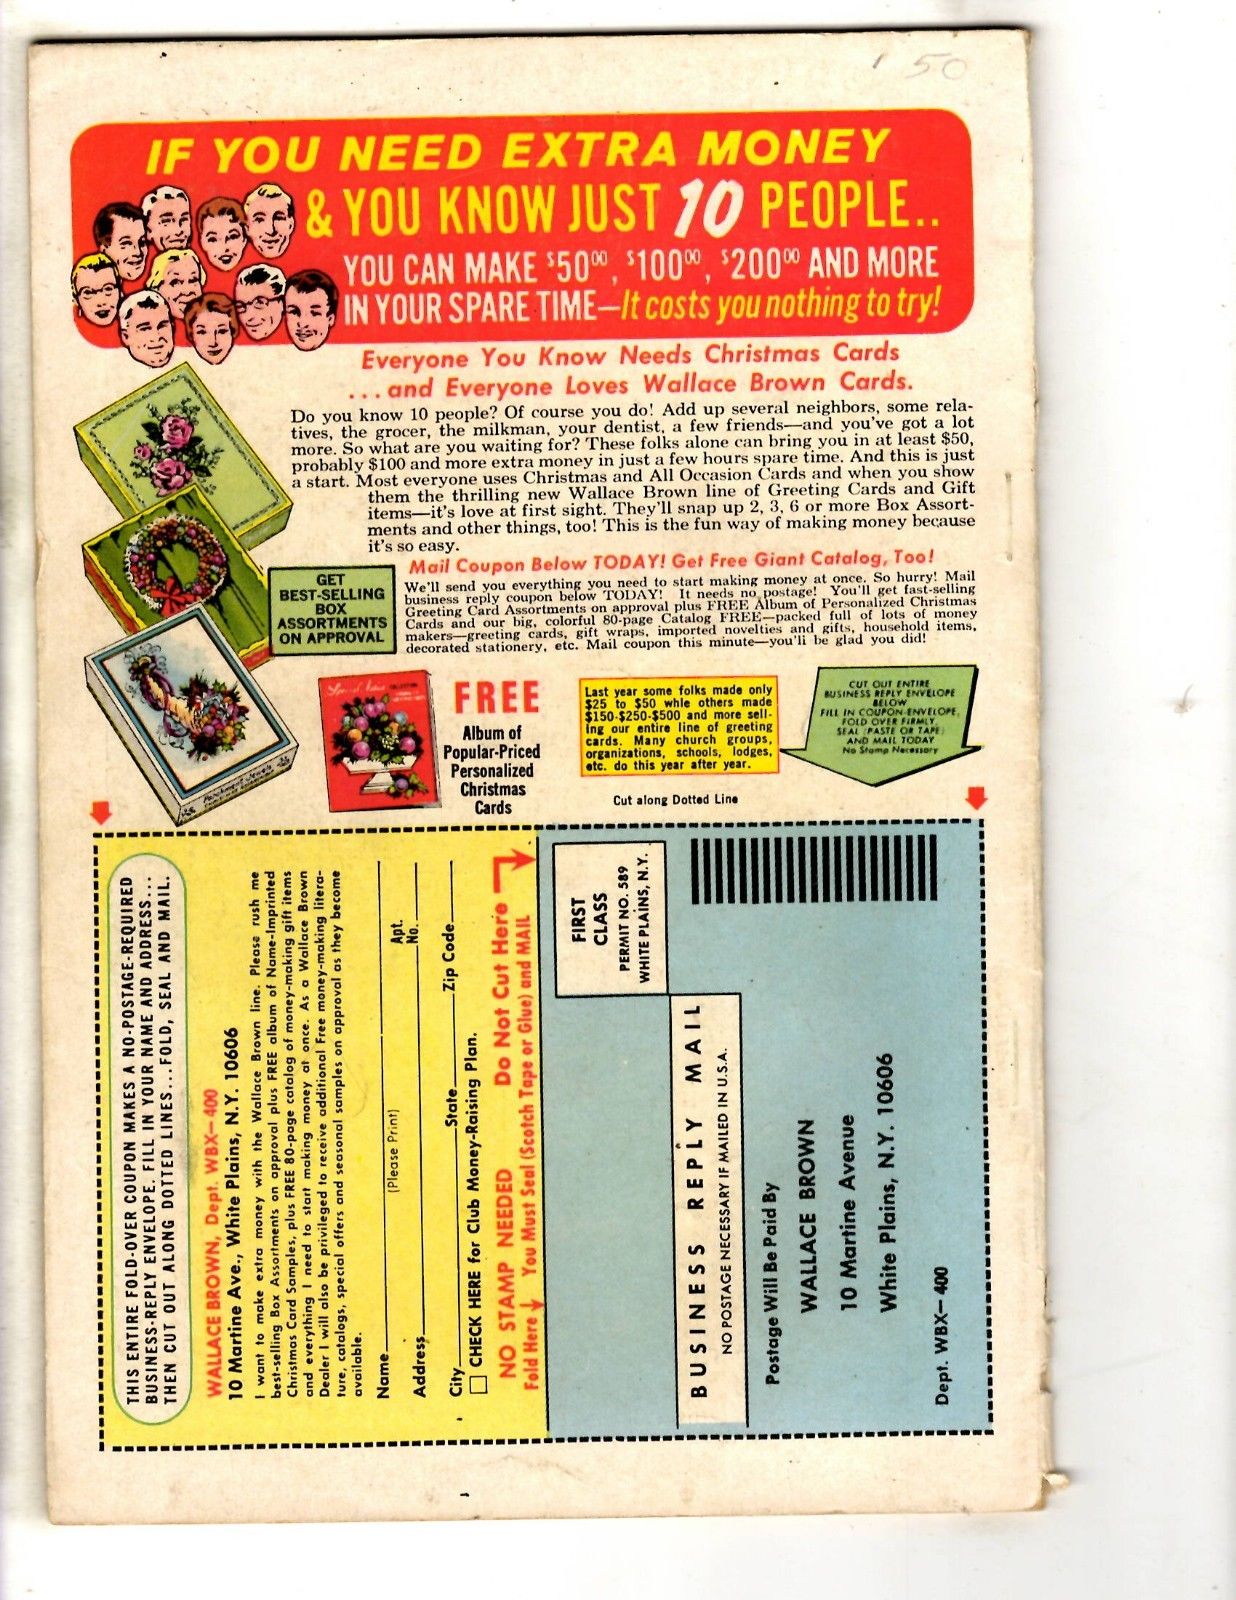 ' 50
IF YOU NEED EXTRA MONEY
& YOU KNOW JUST 10 PEOPLE..
YOU CAN MAKE $50⁰⁰, $100⁰⁰, $200⁰⁰ AND MORE
IN YOUR SPARE TIME—It costs you nothing to try!
Everyone You Know Needs Christmas Cards
...and Everyone Loves Wallace Brown Cards.
Do you know 10 people? Of course you do! Add up several neighbors, some rela-
tives, the grocer, the milkman, your dentist, a few friends—and you've got a lot
more. So what are you waiting for? These folks alone can bring you in at least $50,
probably $100 and more extra money in just a few hours spare time. And this is just
a start. Most everyone uses Christmas and All Occasion Cards and when you show
them the thrilling new Wallace Brown line of Greeting Cards and Gift
items—it's love at first sight. They'll snap up 2, 3, 6 or more Box Assort-
ments and other things, too! This is the fun way of making money because
it's so easy.
Mail Coupon Below TODAY! Get Free Giant Catalog, Too!
We'll send you everything you need to start making money at once. So hurry! Mail
business reply coupon below TODAY! It needs no postage! You'll get fast-selling
Greeting Card Assortments on approval plus FREE Album of Personalized Christmas
Cards and our big, colorful 80-page Catalog FREE—packed full of lots of money
makers—greeting cards, gift wraps, imported novelties and gifts, household items,
decorated stationery, etc. Mail coupon this minute—you'll be glad you did!
GET
BEST-SELLING
BOX
ASSORTMENTS
ON APPROVAL
Parchment Jewels
FREE
Album of
Popular-Priced
Personalized
Christmas
Cards
Last year some folks made only
$25 to $50 whle others made
$150-$250-$500 and more sell-
ing our entire line of greeting
cards. Many church groups,
organizations, schools, lodges,
etc. do this year after year.
CUT OUT ENTIRE
BUSINESS REPLY ENVELOPE
BELOW
FILL IN COUPON-ENVELOPE,
FOLD OVER FIRMLY,
SEAL (PASTE OR TAPE)
AND MAIL TODAY
No Stamp Necessary
Cut along Dotted Line
THIS ENTIRE FOLD-OVER COUPON MAKES A NO-POSTAGE-REQUIRED
BUSINESS-REPLY ENVELOPE. FILL IN YOUR NAME AND ADDRESS...
THEN CUT OUT ALONG DOTTED LINES...FOLD, SEAL AND MAIL.
WALLACE BROWN, Dept. WBX—400
10 Martine Ave., White Plains, N.Y. 10606
I want to make extra money with the Wallace Brown line. Please rush me
best-selling Box Assortments on approval plus FREE album of Name-Imprinted
Christmas Card Samples, plus FREE 80-page catalog of money-making gift items
and everything I need to start making money at once. As a Wallace Brown
Dealer I will also be privileged to receive additional Free money-making litera-
ture, catalogs, special offers and seasonal samples on approval as they become
available.
Name
(Please Print)
Address Apt. No.
City State Zip Code
CHECK HERE for Club Money-Raising Plan.
NO STAMP NEEDED Do Not Cut Here
Fold Here You Must Seal (Scotch Tape or Glue) and MAIL
FIRST
CLASS
PERMIT NO. 589
WHITE PLAINS, N.Y.
BUSINESS REPLY MAIL
NO POSTAGE NECESSARY IF MAILED IN U.S.A.
Postage Will Be Paid By
WALLACE BROWN
10 Martine Avenue
White Plains, N.Y. 10606
Dept. WBX—400